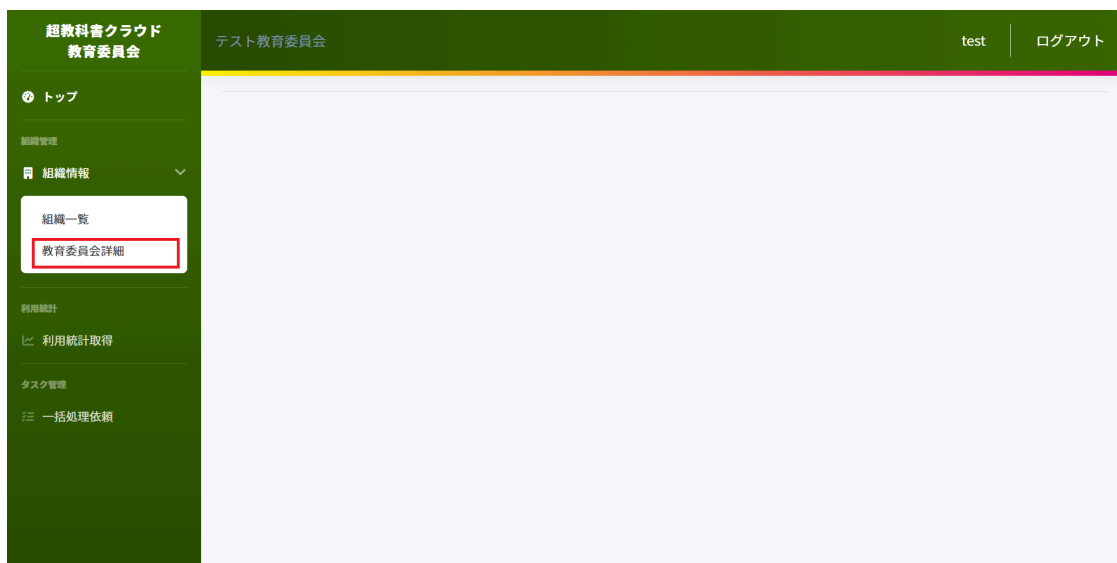 超教科書クラウド
教育委員会
テスト教育委員会
test
ログアウト
トップ
組織管理
組織情報
組織一覧
教育委員会詳細
利用統計
利用統計取得
タスク管理
一括処理依頼